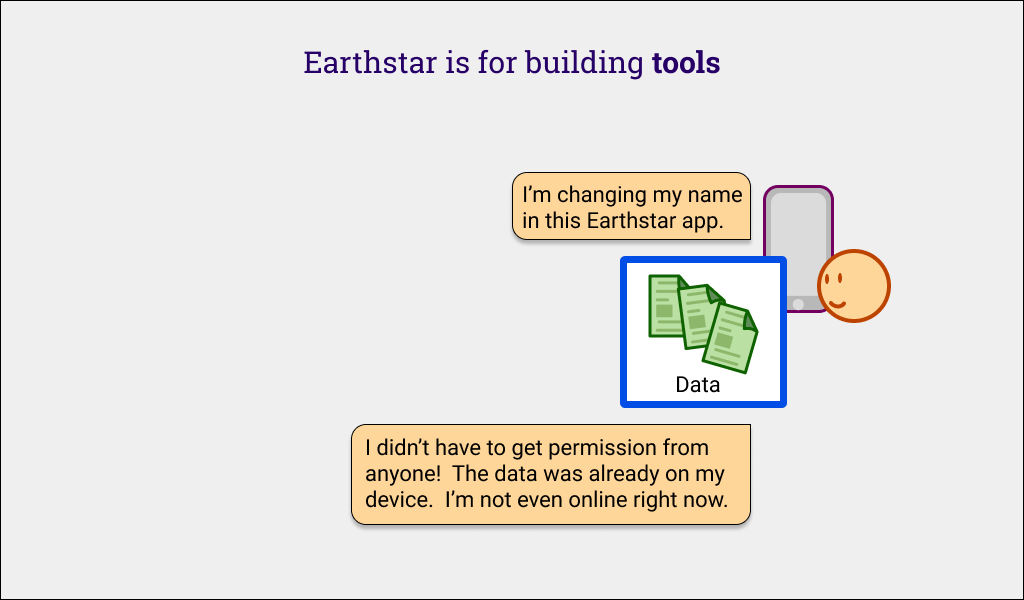 Earthstar is for building tools
I’m changing my name
in this Earthstar app.
Data
I didn’t have to get permission from
anyone!  The data was already on my
device.  I’m not even online right now.